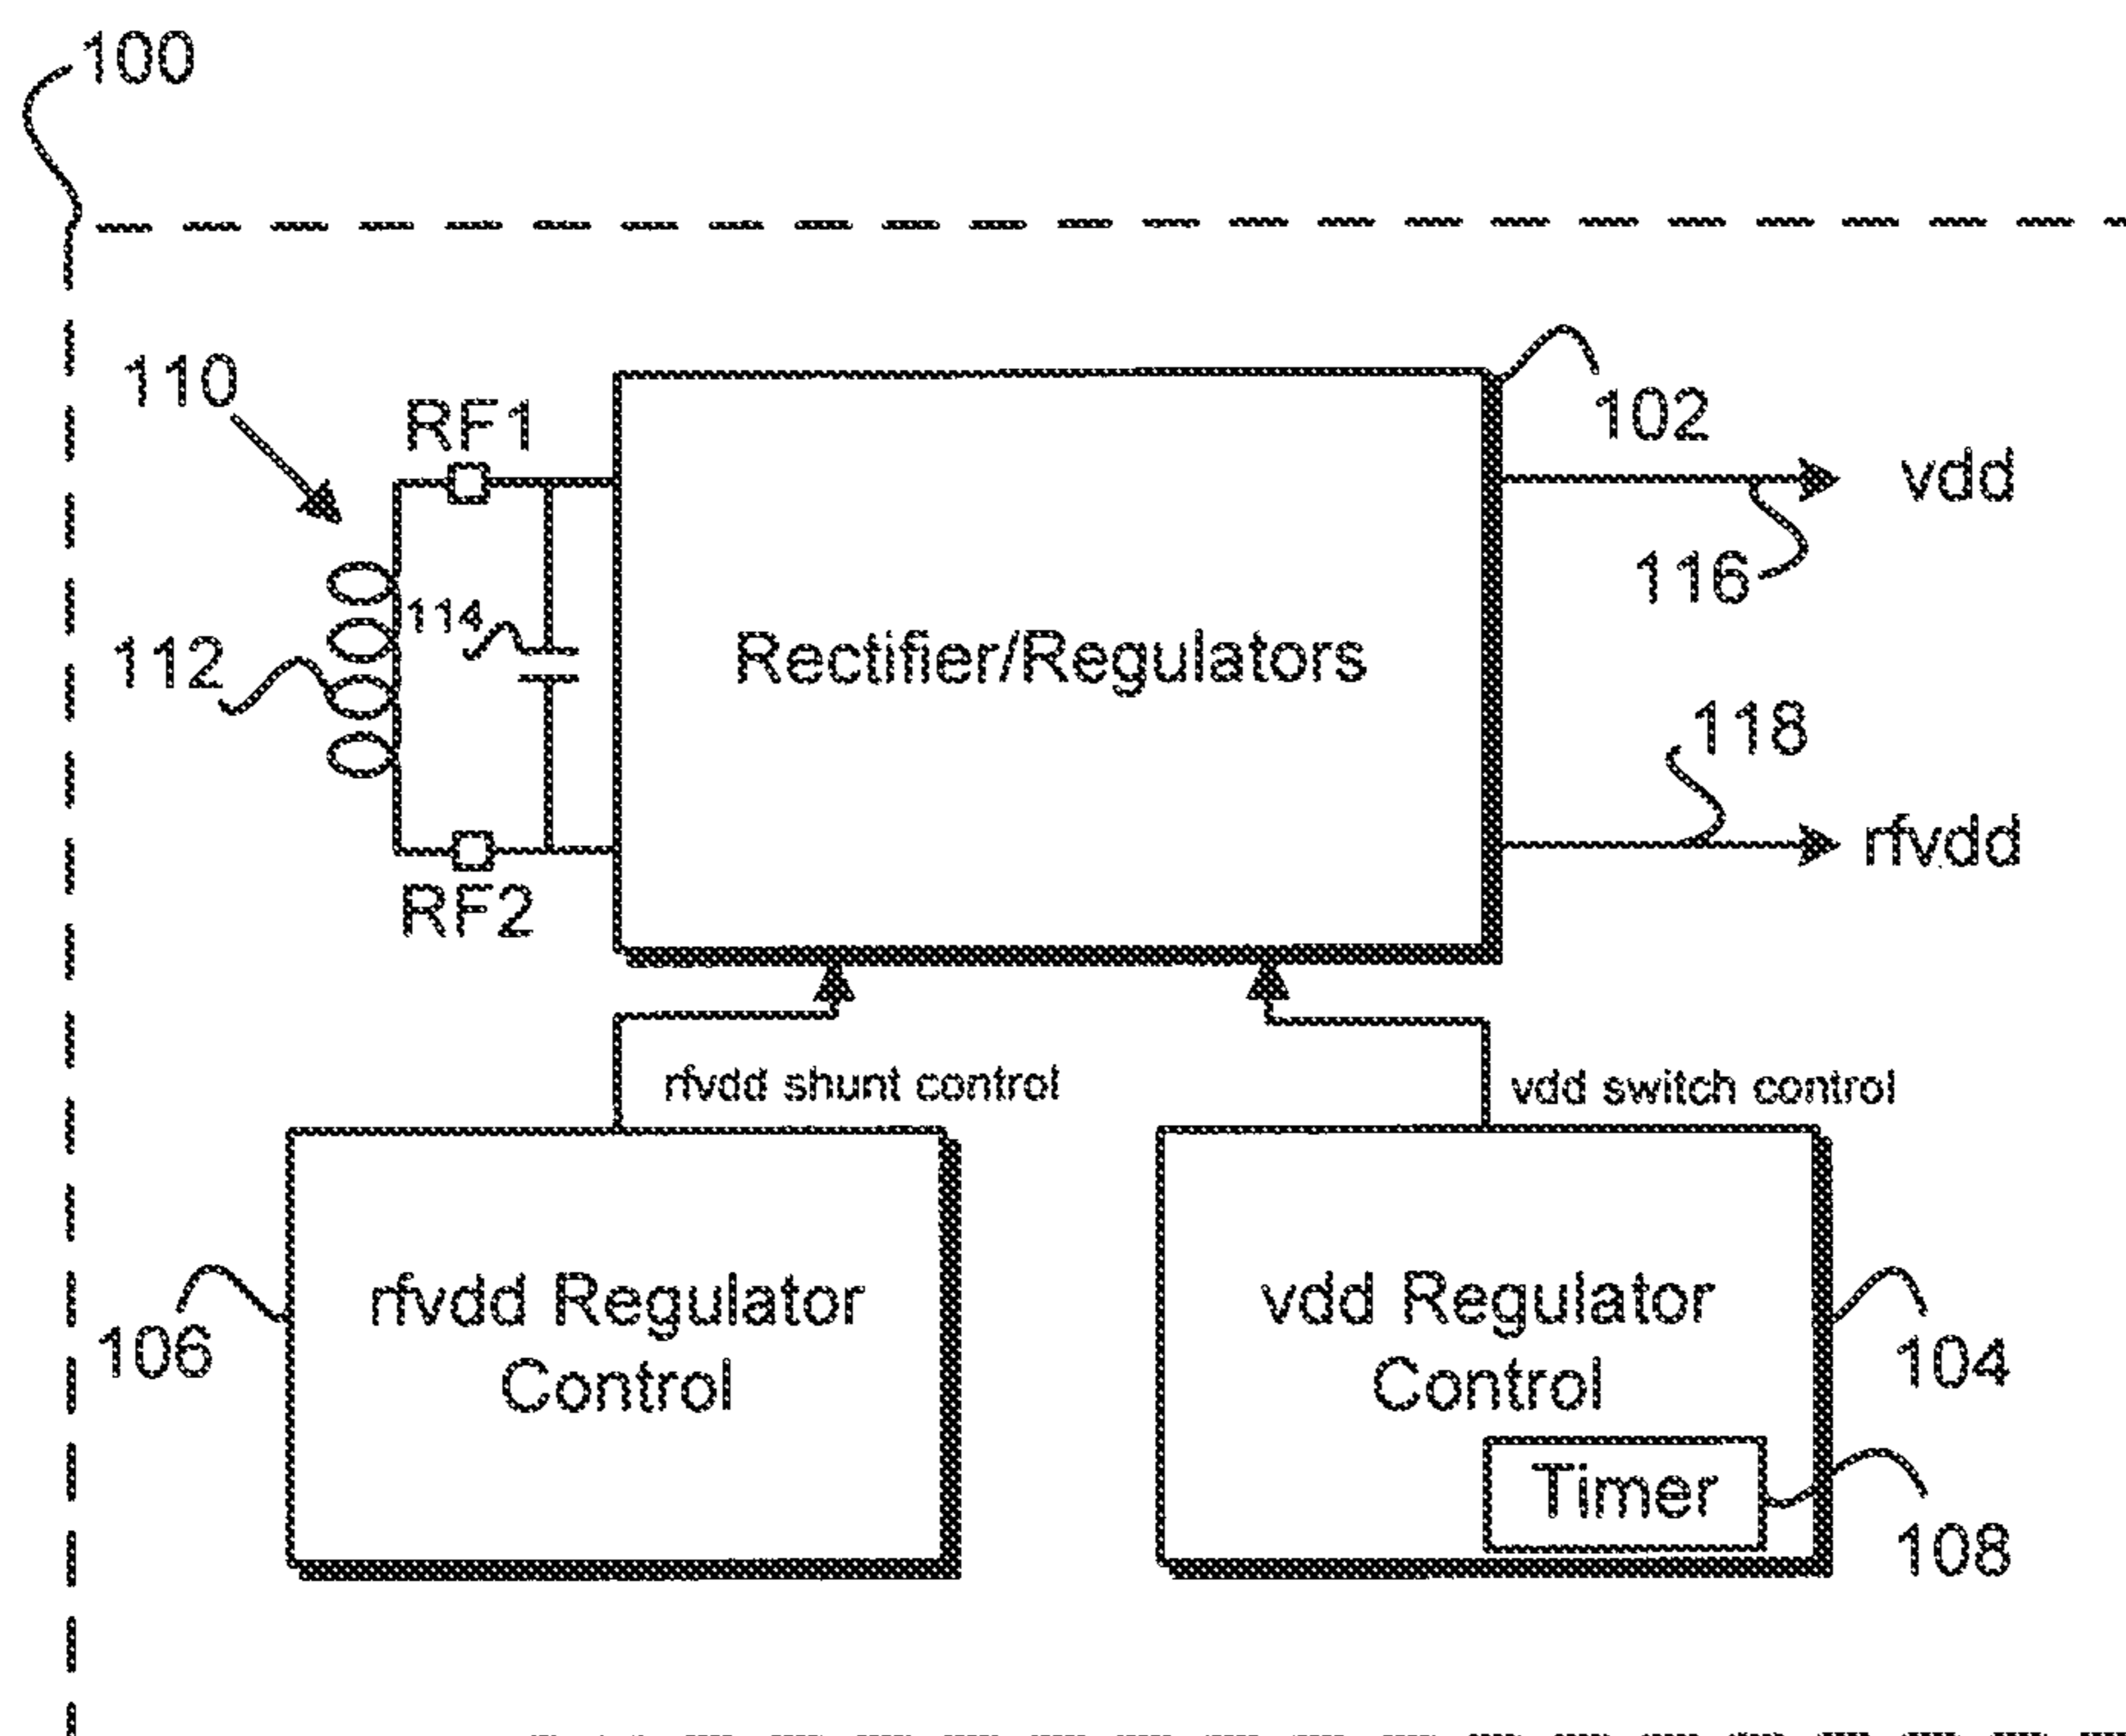 100
110
RF1
102
vdd
116
114
112
Rectifier/Regulators
118
rfvdd
RF2
rfvdd shunt control
vdd switch control
rfvdd Regulator
Control
106
vdd Regulator
Control
104
Timer
108